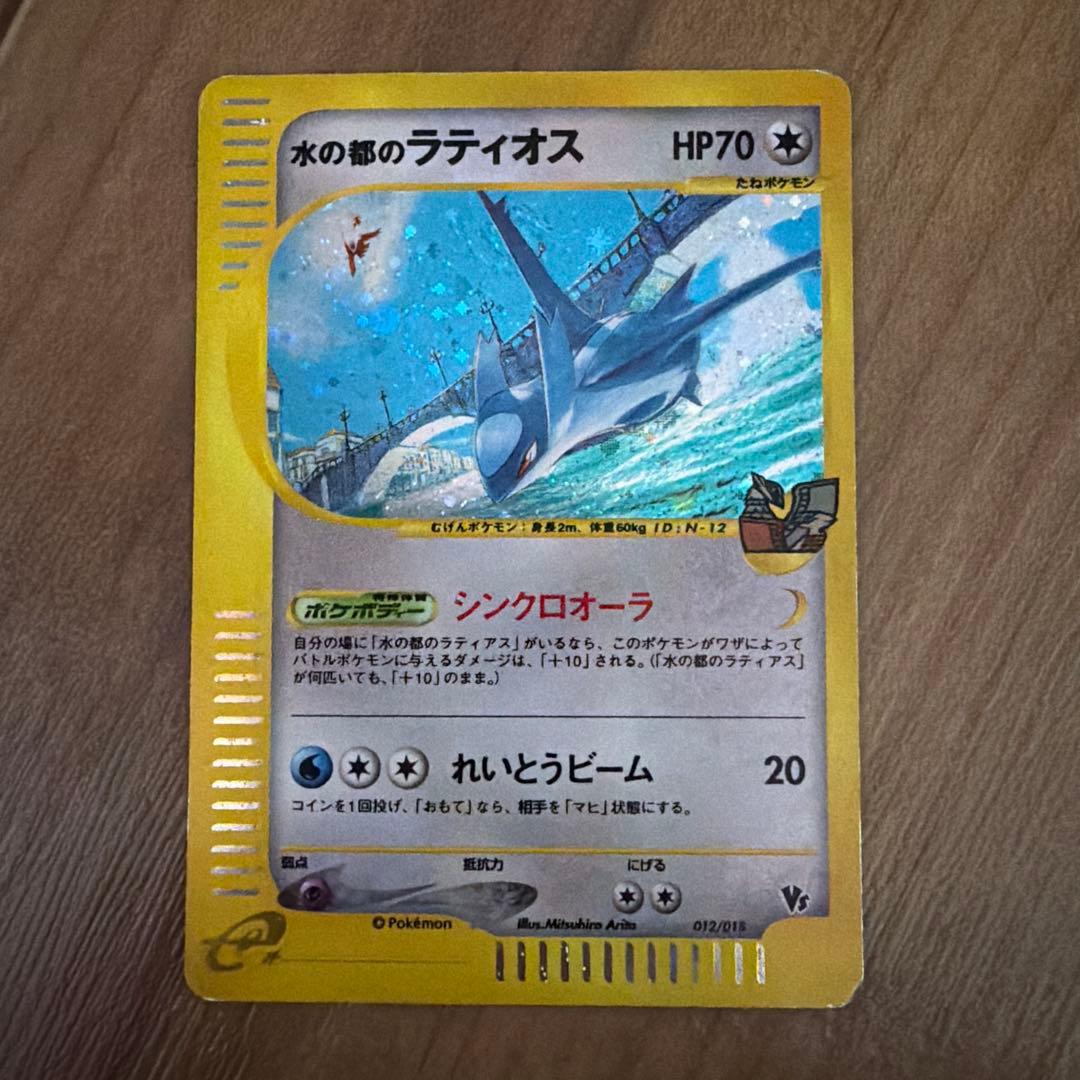 水の都のラティオス HP70
たねポケモン
むげんポケモン：身長2m、体重60kg ID：N-12
特殊体質
ポケボディー シンクロオーラ
自分の場に「水の都のラティアス」がいるなら、このポケモンがワザによって
バトルポケモンに与えるダメージは、「＋10」される。（「水の都のラティアス」
が何匹いても、「＋10」のまま。）
れいとうビーム 20
コインを1回投げ、「おもて」なら、相手を「マヒ」状態にする。
弱点 抵抗力 にげる
©Pokémon Illus.Mitsuhiro Arita 012/018 VS
e